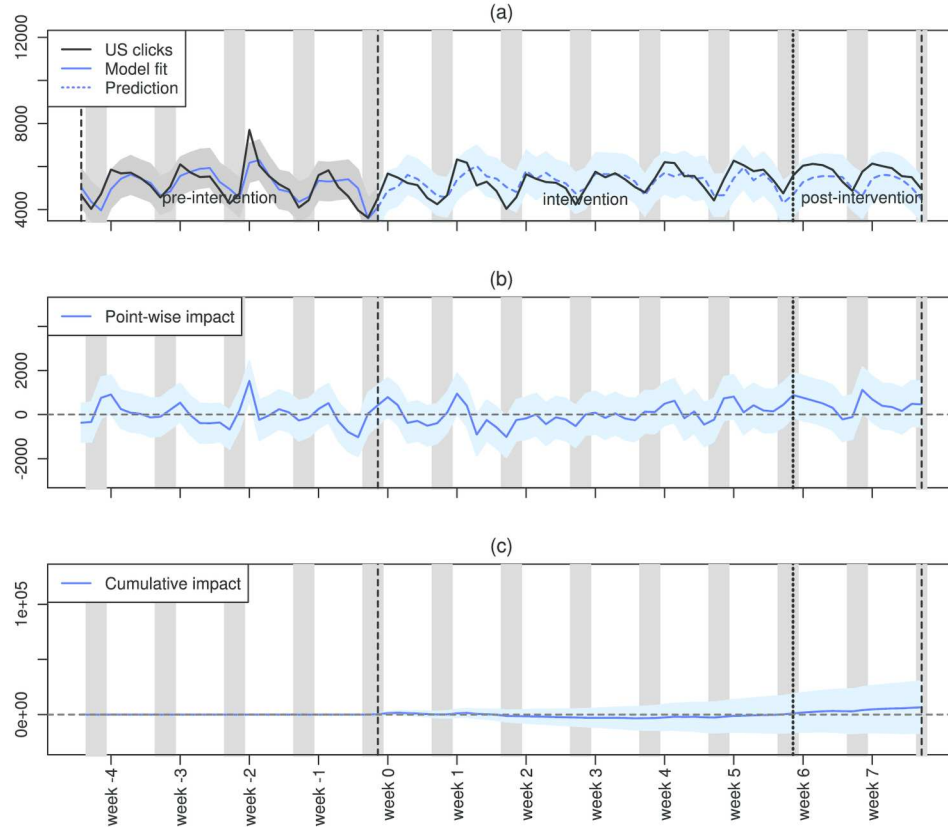 (a)
12000
8000
4000
US clicks
Model fit
Prediction
pre-intervention
intervention
post-intervention
(b)
2000
0
-2000
Point-wise impact
(c)
1e+05
0e+00
Cumulative impact
week -4
week -3
week -2
week -1
week 0
week 1
week 2
week 3
week 4
week 5
week 6
week 7